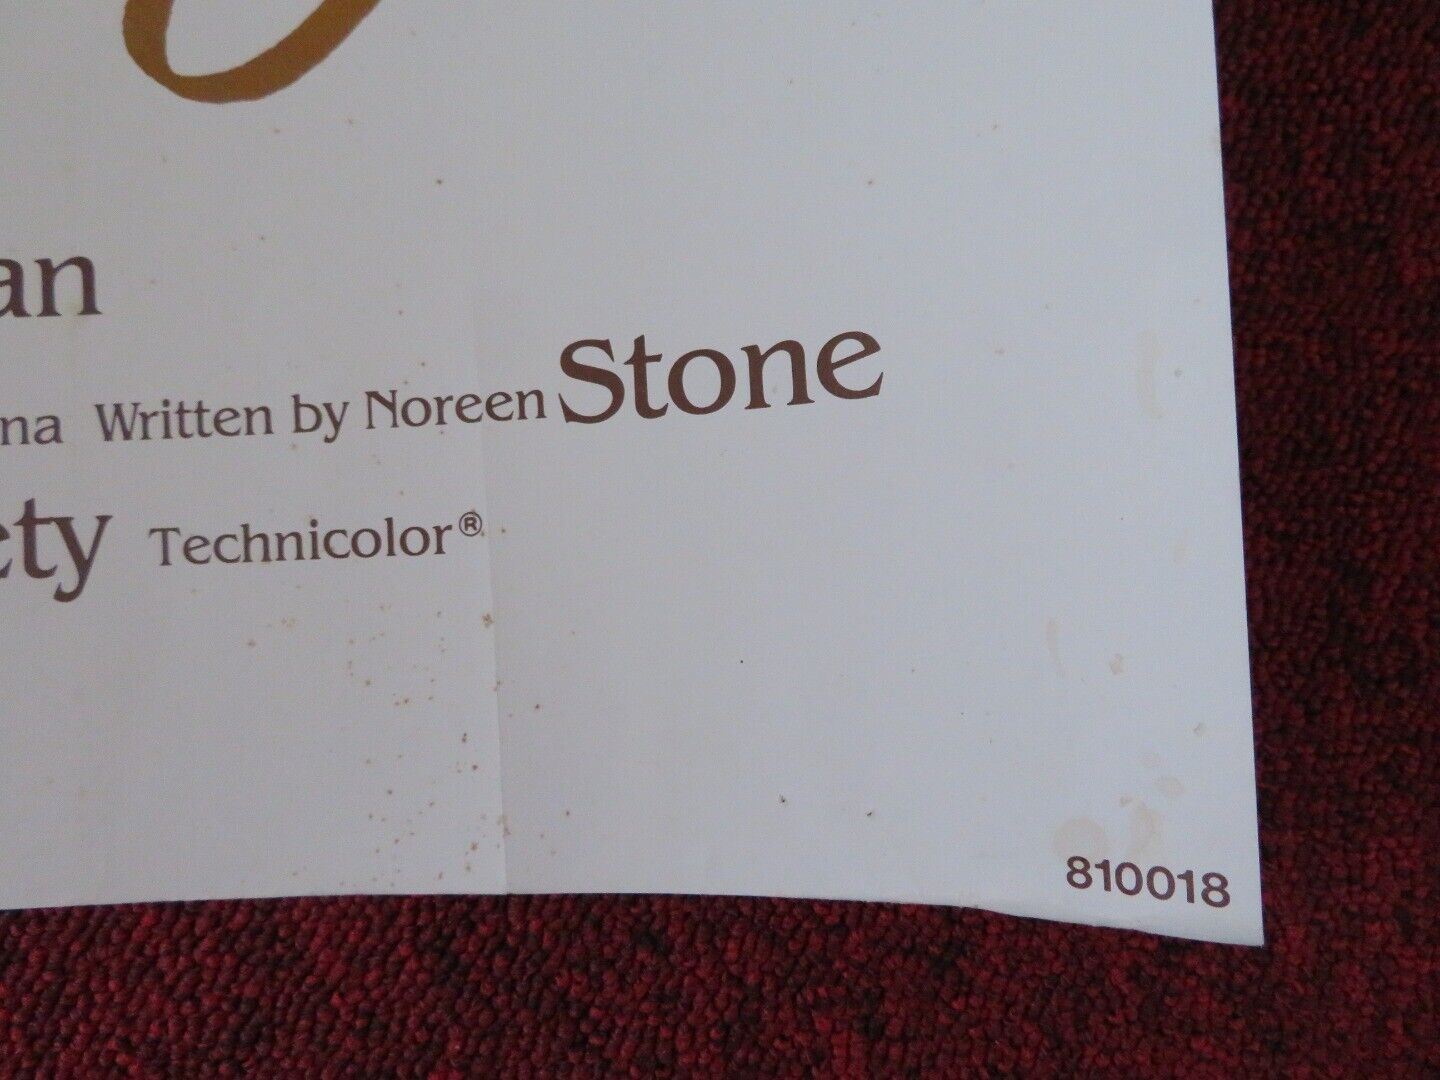 an
na Written by Noreen Stone
ety Technicolor®
810018